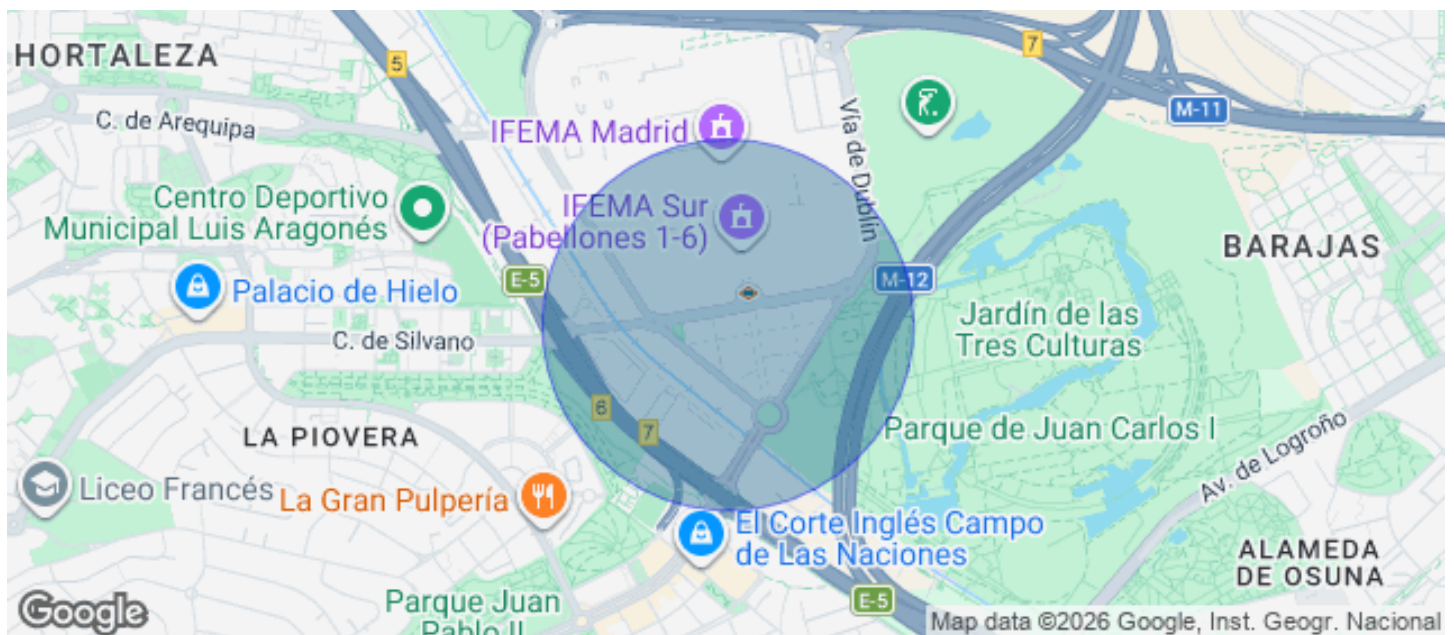 HORTALEZA
5
7
M-11
C. de Arequipa
IFEMA Madrid
Vía de Dublín
Centro Deportivo
Municipal Luis Aragonés
IFEMA Sur
(Pabellones 1-6)
BARAJAS
E-5
M-12
Palacio de Hielo
C. de Silvano
Jardín de las
Tres Culturas
6
7
LA PIOVERA
Parque de Juan Carlos I
Av. de Logroño
Liceo Francés
La Gran Pulpería
El Corte Inglés Campo
de Las Naciones
ALAMEDA
DE OSUNA
Parque Juan
Pablo II
E-5
Google
Map data ©2026 Google, Inst. Geogr. Nacional